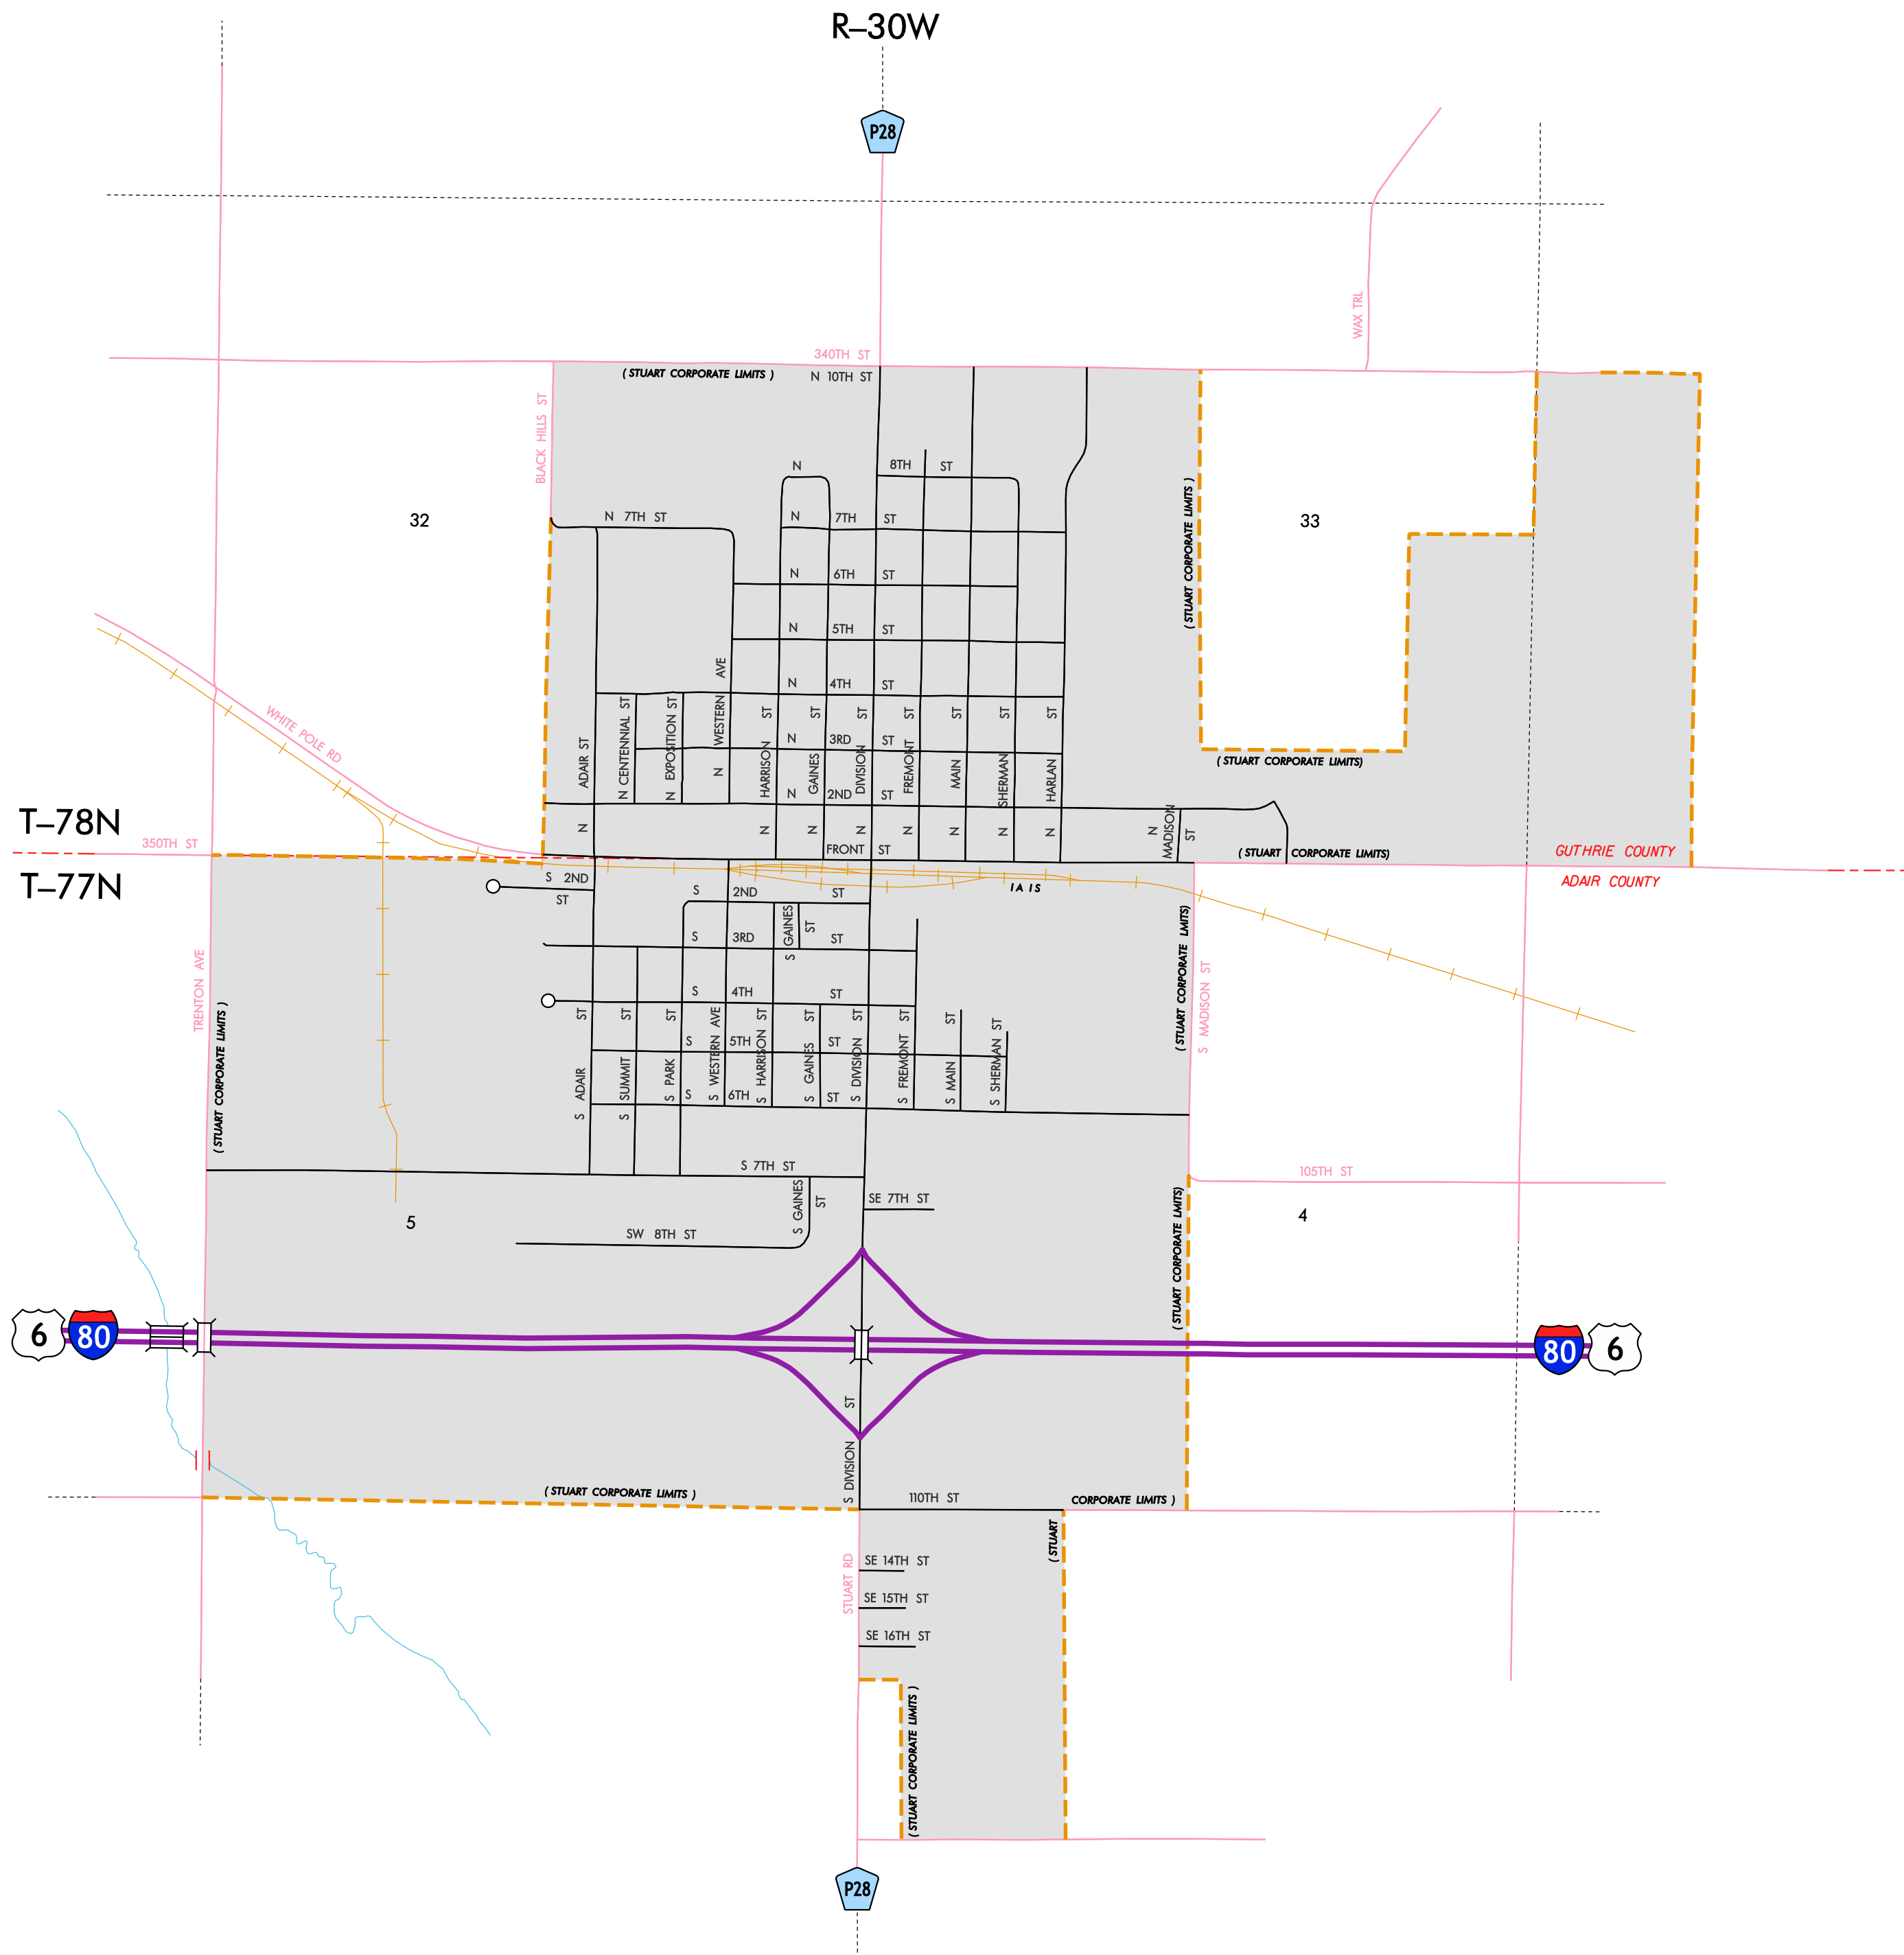 R–30W
P28
340TH ST
( STUART CORPORATE LIMITS )
N 10TH ST
WAX TRL
BLACK HILLS ST
N 8TH ST
( STUART CORPORATE LIMITS )
32
33
N 7TH ST
N 7TH ST
N 6TH ST
N 5TH ST
N 4TH ST
N 3RD ST
N 2ND ST
N ADAIR ST
N CENTENNIAL ST
N EXPOSITION ST
N WESTERN AVE
N HARRISON ST
N GAINES ST
N DIVISION ST
N FREMONT ST
N MAIN ST
N SHERMAN ST
N HARLAN ST
N MADISON ST
WHITE POLE RD
( STUART CORPORATE LIMITS)
T–78N
350TH ST
FRONT ST
( STUART CORPORATE LIMITS)
GUTHRIE COUNTY
T–77N
ADAIR COUNTY
IAIS
S 2ND ST
S 2ND ST
S GAINES ST
S 3RD ST
S 4TH ST
S 5TH ST
S 6TH ST
S ADAIR ST
S SUMMIT ST
S PARK ST
S WESTERN AVE
S HARRISON ST
S GAINES ST
S DIVISION ST
S FREMONT ST
S MAIN ST
S SHERMAN ST
TRENTON AVE
( STUART CORPORATE LIMITS )
( STUART CORPORATE LIMITS)
S MADISON ST
S 7TH ST
105TH ST
S GAINES ST
SE 7TH ST
5
4
SW 8TH ST
( STUART CORPORATE LIMITS)
6
80
80
6
S DIVISION ST
( STUART CORPORATE LIMITS )
110TH ST
( STUART CORPORATE LIMITS )
STUART RD
SE 14TH ST
SE 15TH ST
SE 16TH ST
( STUART CORPORATE LIMITS )
P28